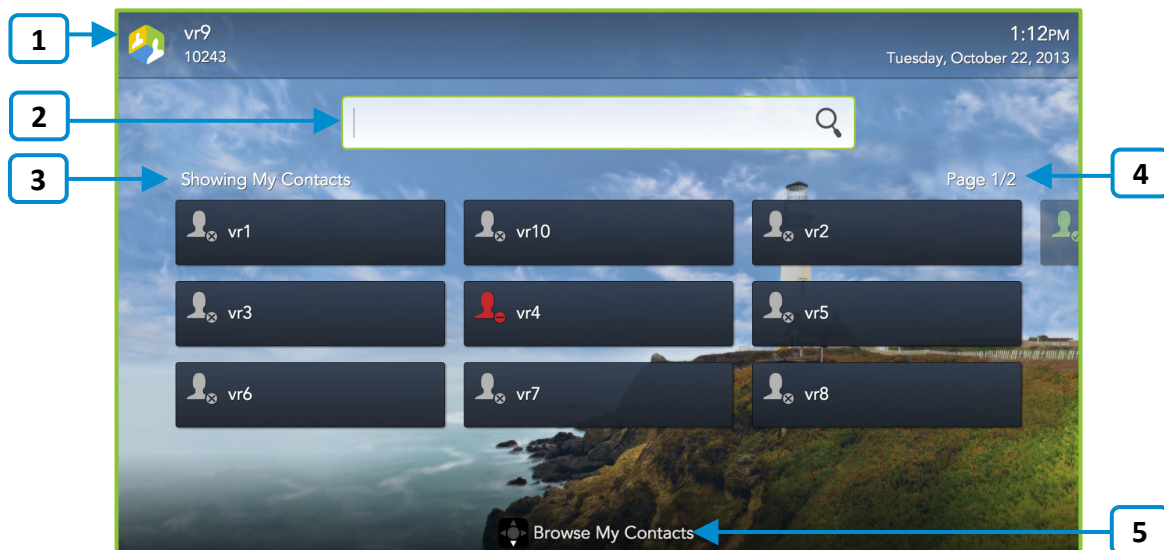 1
vr9
1:12PM
10243
Tuesday, October 22, 2013
2
3
Showing My Contacts
Page 1/2
4
vr1
vr10
vr2
vr3
vr4
vr5
vr6
vr7
vr8
Browse My Contacts
5